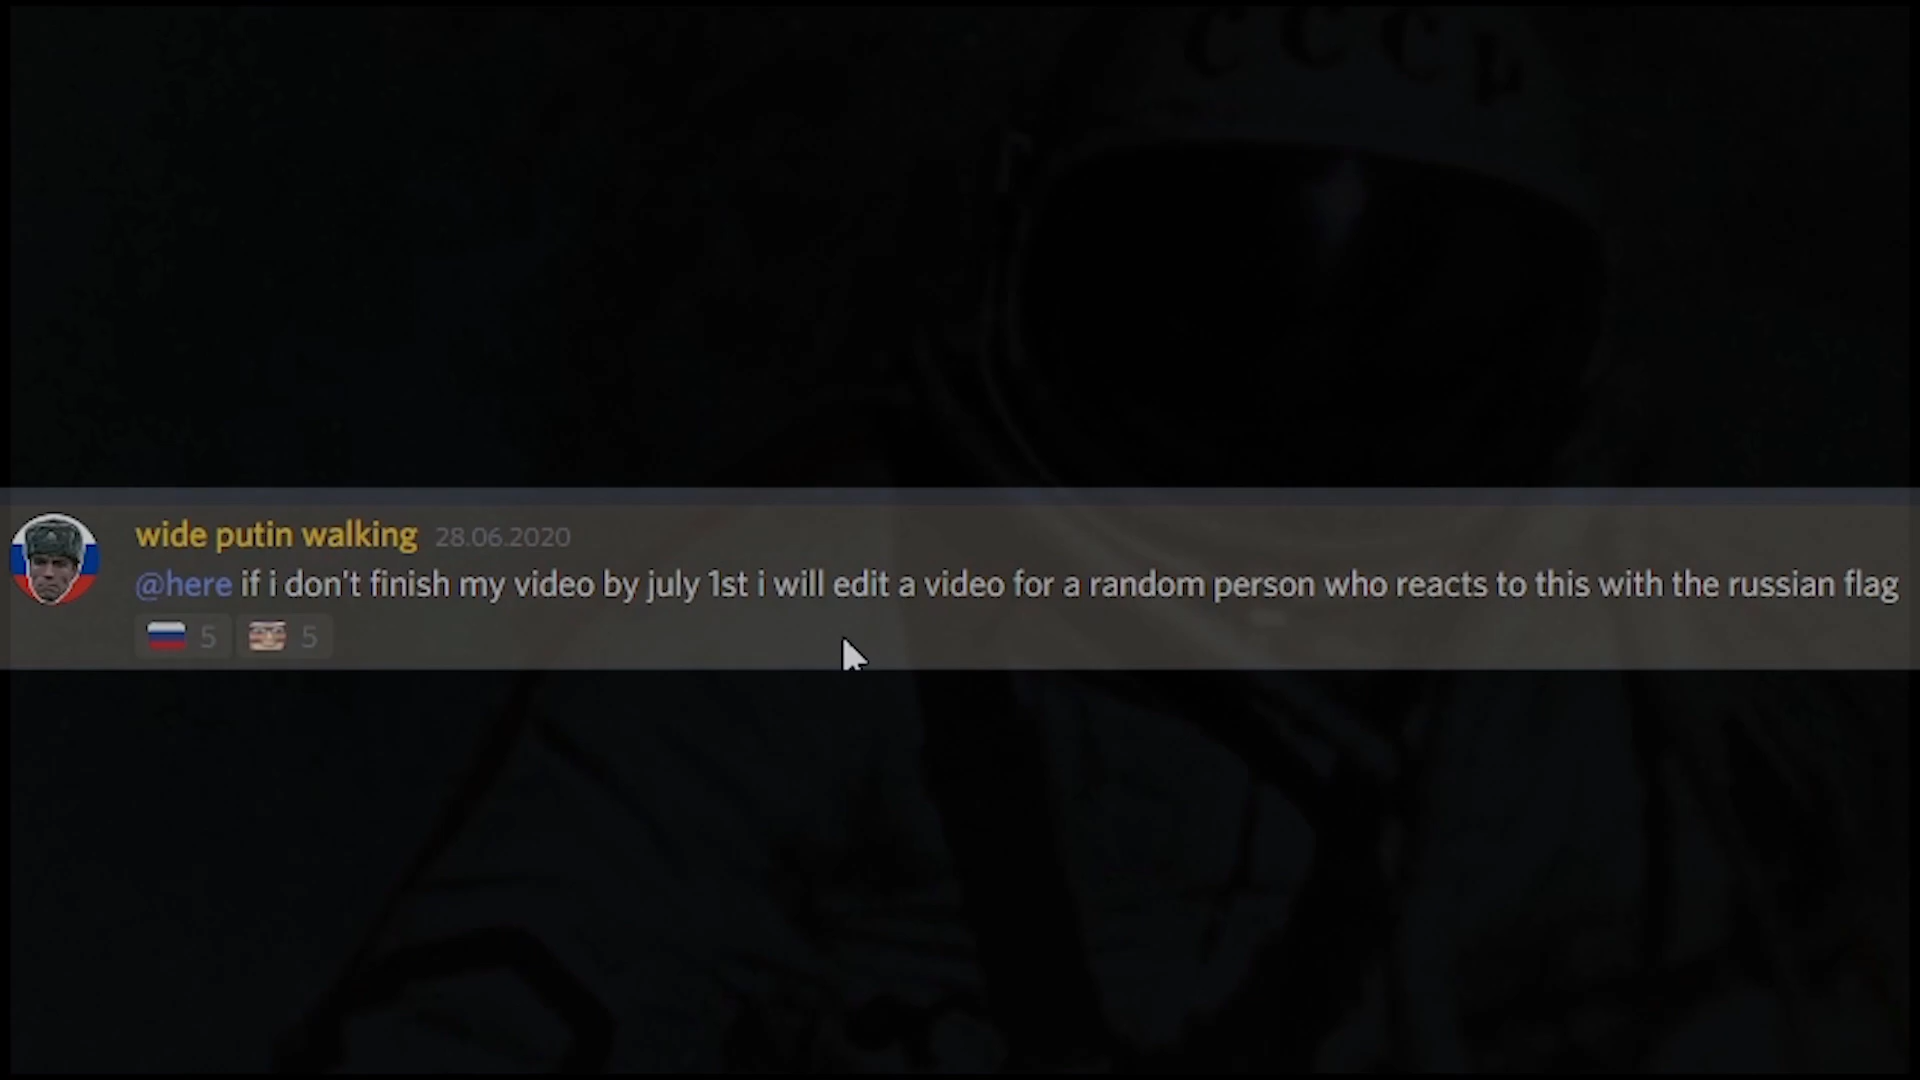 СССР
wide putin walking 28.06.2020
@here if i don't finish my video by july 1st i will edit a video for a random person who reacts to this with the russian flag
5 5